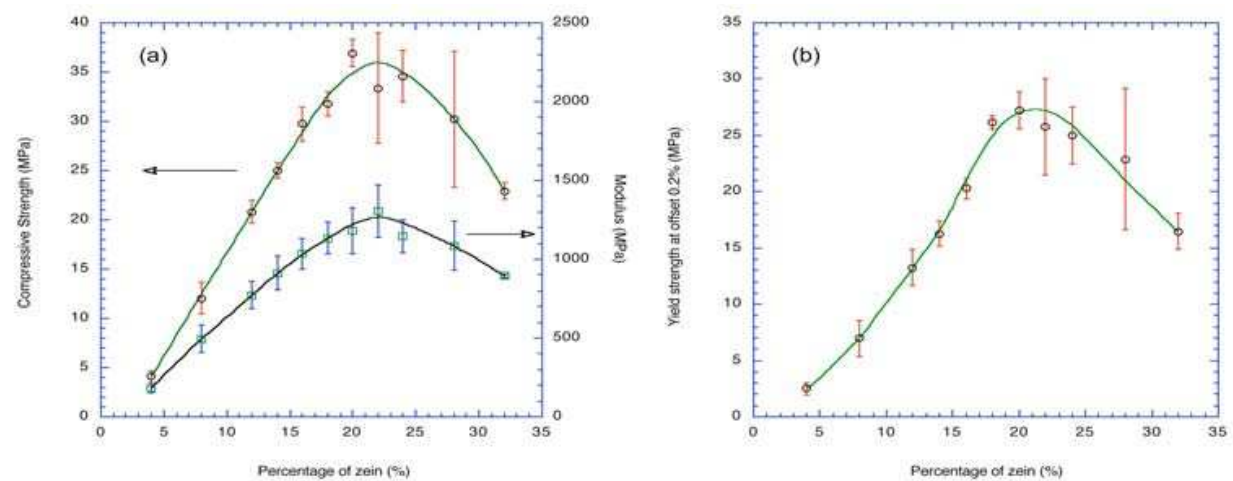 (a)
Compressive Strength (MPa)
40
35
30
25
20
15
10
5
0
2500
2000
1500
1000
500
0
Modulus (MPa)
0 5 10 15 20 25 30 35
Percentage of zein (%)
(b)
Yield strength at offset 0.2% (MPa)
35
30
25
20
15
10
5
0
0 5 10 15 20 25 30 35
Percentage of zein (%)